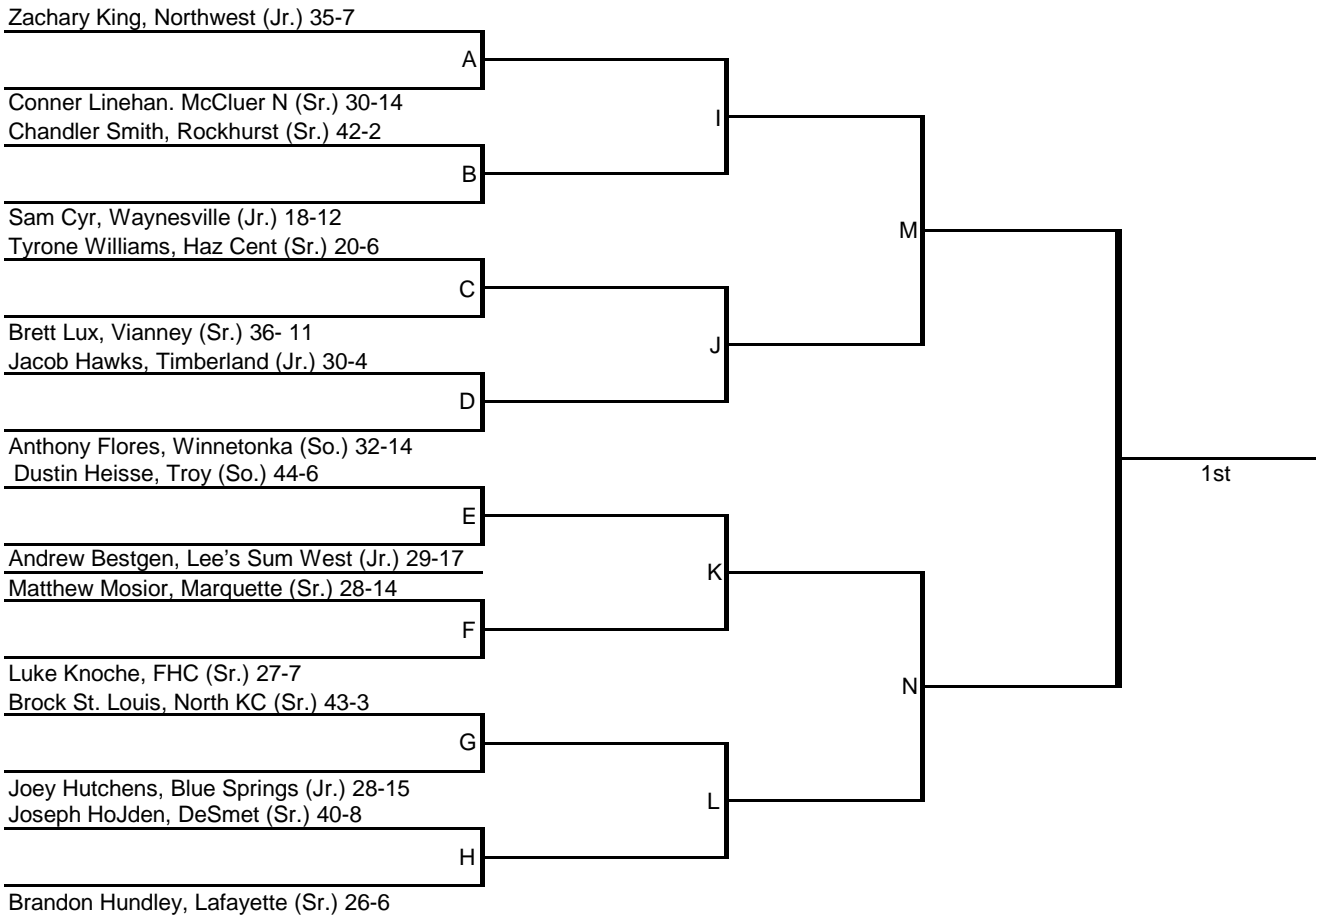 Zachary King, Northwest (Jr.) 35-7
A
Conner Linehan. McCluer N (Sr.) 30-14
Chandler Smith, Rockhurst (Sr.) 42-2
I
B
Sam Cyr, Waynesville (Jr.) 18-12
Tyrone Williams, Haz Cent (Sr.) 20-6
M
C
Brett Lux, Vianney (Sr.) 36- 11
Jacob Hawks, Timberland (Jr.) 30-4
J
D
Anthony Flores, Winnetonka (So.) 32-14
Dustin Heisse, Troy (So.) 44-6
1st
E
Andrew Bestgen, Lee’s Sum West (Jr.) 29-17
Matthew Mosior, Marquette (Sr.) 28-14
K
F
Luke Knoche, FHC (Sr.) 27-7
Brock St. Louis, North KC (Sr.) 43-3
N
G
Joey Hutchens, Blue Springs (Jr.) 28-15
Joseph HoJden, DeSmet (Sr.) 40-8
L
H
Brandon Hundley, Lafayette (Sr.) 26-6